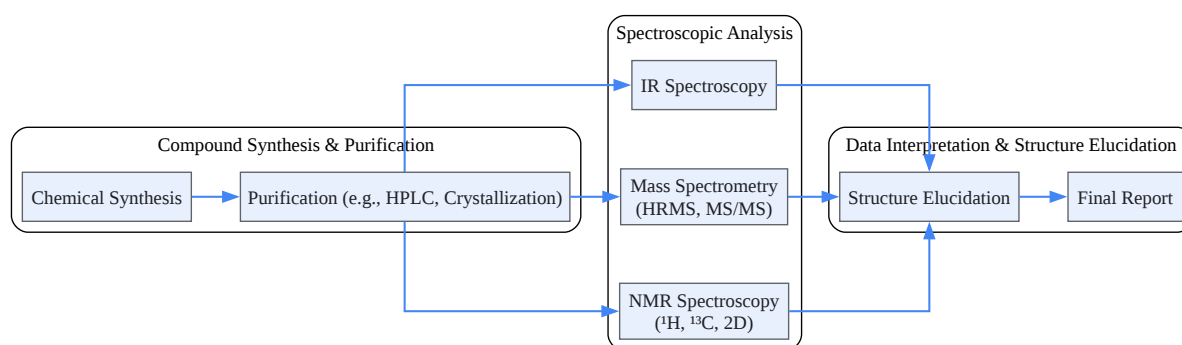 Spectroscopic Analysis
IR Spectroscopy
Compound Synthesis & Purification
Data Interpretation & Structure Elucidation
Chemical Synthesis
Purification (e.g., HPLC, Crystallization)
Mass Spectrometry
(HRMS, MS/MS)
Structure Elucidation
Final Report
NMR Spectroscopy
(¹H, ¹³C, 2D)